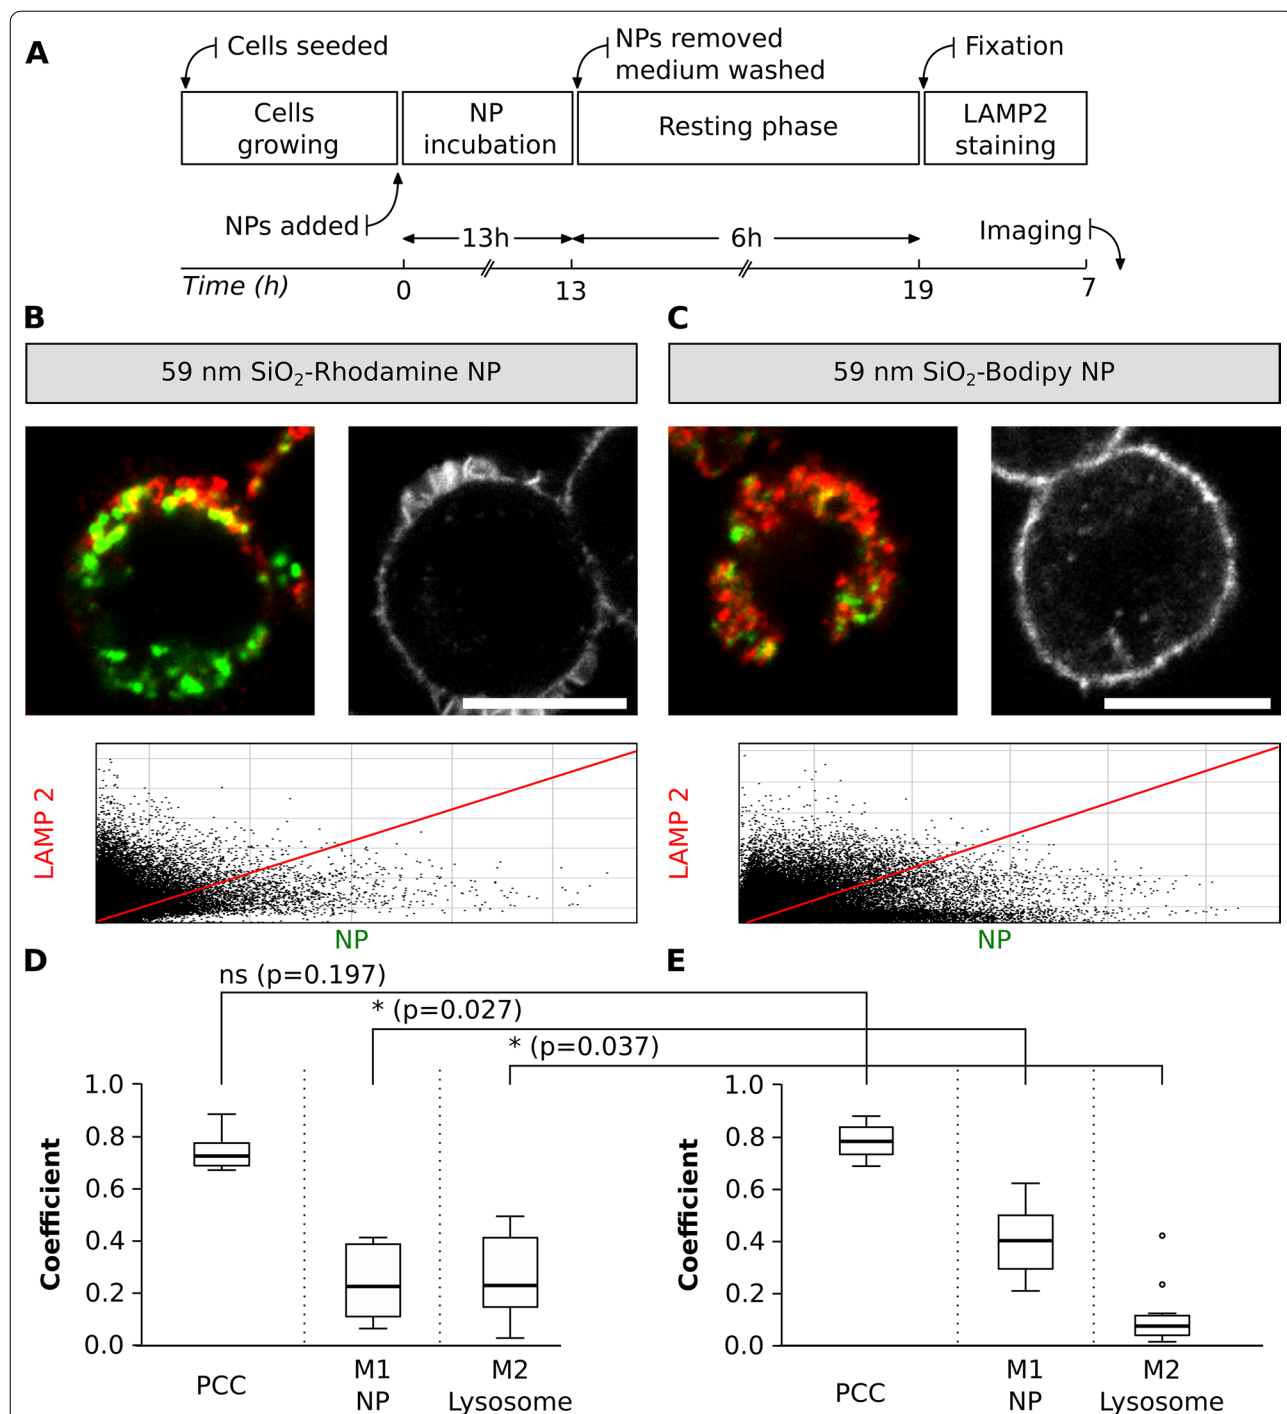 A
Cells seeded
NPs removed
medium washed
Fixation
Cells
growing
NP
incubation
Resting phase
LAMP2
staining
NPs added
13h
6h
Imaging
Time (h)
0
13
19
7
B
C
59 nm SiO₂-Rhodamine NP
59 nm SiO₂-Bodipy NP
LAMP 2
NP
LAMP 2
NP
D
E
ns (p=0.197)
* (p=0.027)
* (p=0.037)
Coefficient
1.0
0.8
0.6
0.4
0.2
0.0
PCC
M1
NP
M2
Lysosome
Coefficient
1.0
0.8
0.6
0.4
0.2
0.0
PCC
M1
NP
M2
Lysosome